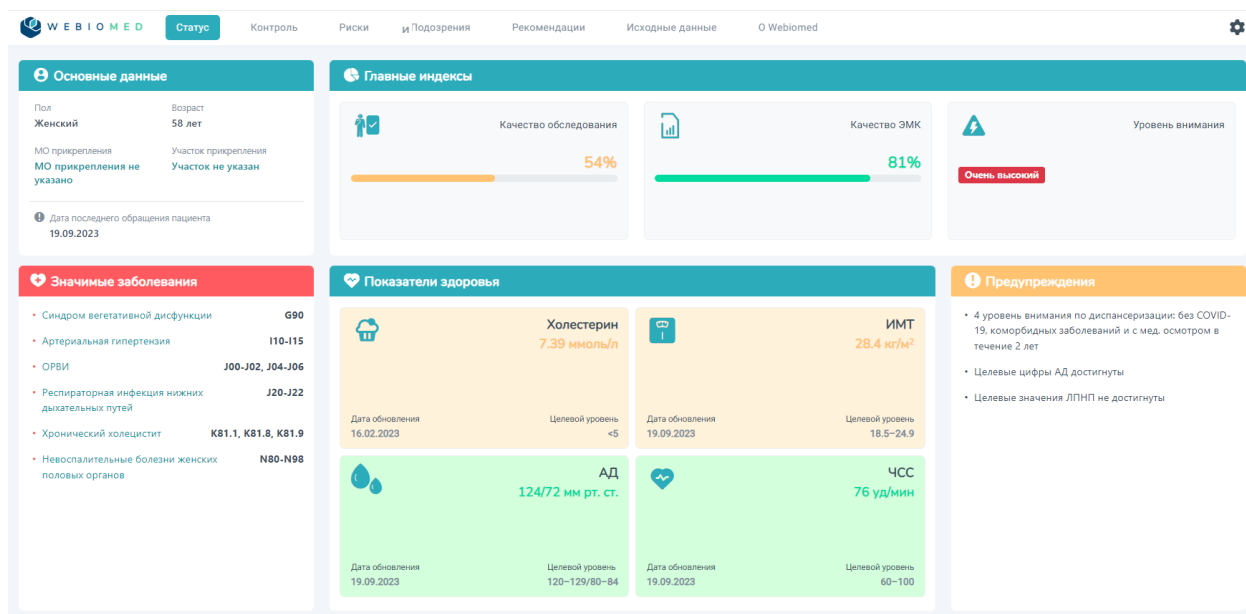 WEBIOMED
Статус
Контроль
Риски
и Подозрения
Рекомендации
Исходные данные
О Webiomed
Основные данные
Пол
Возраст
Женский
58 лет
МО прикрепления
Участок прикрепления
МО прикрепления не
указано
Участок не указан
Дата последнего обращения пациента
19.09.2023
Главные индексы
Качество обследования
54%
Качество ЭМК
81%
Уровень внимания
Очень высокий
Значимые заболевания
Синдром вегетативной дисфункции G90
Артериальная гипертензия I10-I15
ОРВИ J00-J02, J04-J06
Респираторная инфекция нижних J20-J22
дыхательных путей
Хронический холецистит K81.1, K81.8, K81.9
Невоспалительные болезни женских N80-N98
половых органов
Показатели здоровья
Холестерин
7.39 ммоль/л
Дата обновления Целевой уровень
16.02.2023 <5
ИМТ
28.4 кг/м²
Дата обновления Целевой уровень
19.09.2023 18.5–24.9
АД
124/72 мм рт. ст.
Дата обновления Целевой уровень
19.09.2023 120–129/80–84
ЧСС
76 уд/мин
Дата обновления Целевой уровень
19.09.2023 60–100
Предупреждения
4 уровень внимания по диспансеризации: без COVID-
19, коморбидных заболеваний и с мед. осмотром в
течение 2 лет
Целевые цифры АД достигнуты
Целевые значения ЛПНП не достигнуты